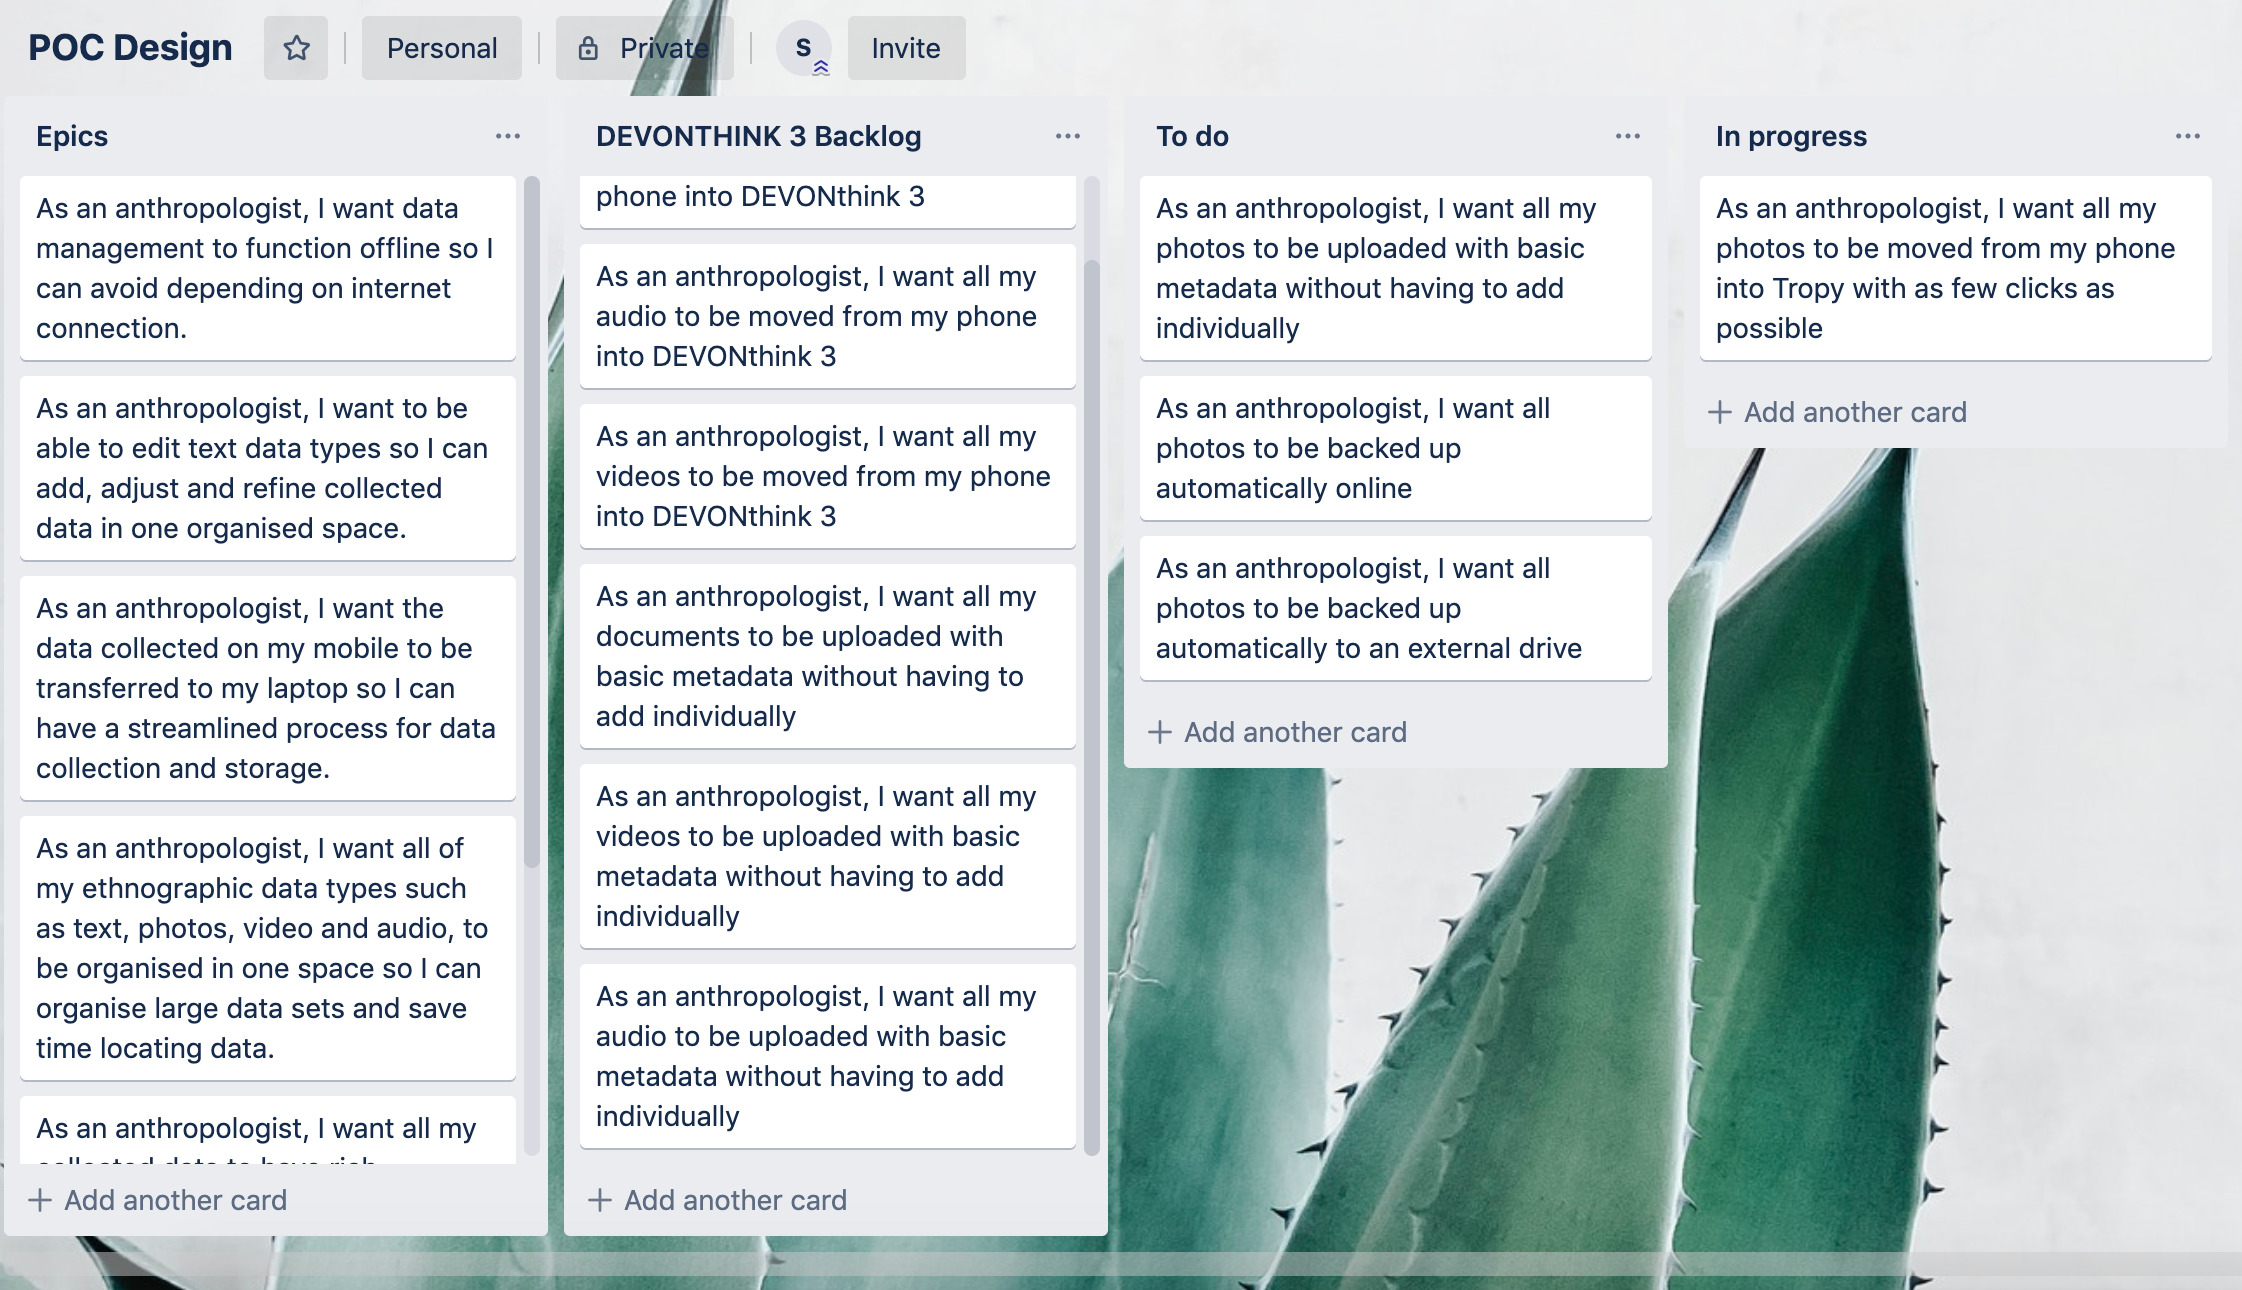 POC Design
Personal
Private
S
Invite
Epics
As an anthropologist, I want data
management to function offline so I
can avoid depending on internet
connection.
As an anthropologist, I want to be
able to edit text data types so I can
add, adjust and refine collected
data in one organised space.
As an anthropologist, I want the
data collected on my mobile to be
transferred to my laptop so I can
have a streamlined process for data
collection and storage.
As an anthropologist, I want all of
my ethnographic data types such
as text, photos, video and audio, to
be organised in one space so I can
organise large data sets and save
time locating data.
As an anthropologist, I want all my
collected data to have rich
+ Add another card
DEVONTHINK 3 Backlog
phone into DEVONthink 3
As an anthropologist, I want all my
audio to be moved from my phone
into DEVONthink 3
As an anthropologist, I want all my
videos to be moved from my phone
into DEVONthink 3
As an anthropologist, I want all my
documents to be uploaded with
basic metadata without having to
add individually
As an anthropologist, I want all my
videos to be uploaded with basic
metadata without having to add
individually
As an anthropologist, I want all my
audio to be uploaded with basic
metadata without having to add
individually
+ Add another card
To do
As an anthropologist, I want all my
photos to be uploaded with basic
metadata without having to add
individually
As an anthropologist, I want all
photos to be backed up
automatically online
As an anthropologist, I want all
photos to be backed up
automatically to an external drive
+ Add another card
In progress
As an anthropologist, I want all my
photos to be moved from my phone
into Tropy with as few clicks as
possible
+ Add another card